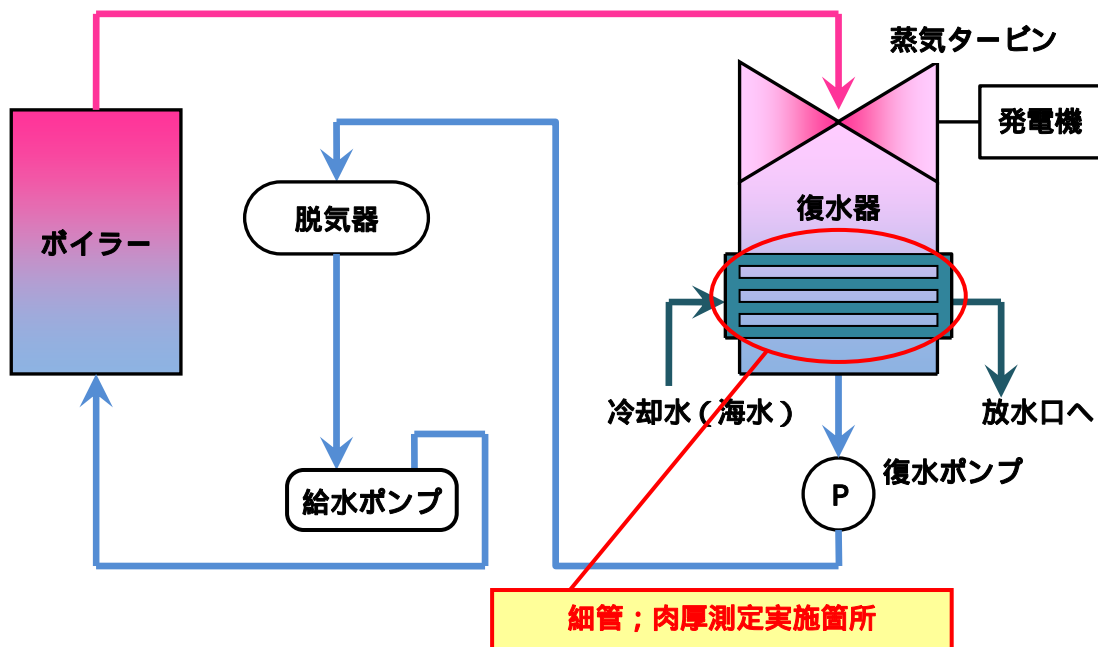 蒸気タービン
発電機
脱気器
復水器
ボイラー
冷却水（海水）
放水口へ
復水ポンプ
P
給水ポンプ
細管；肉厚測定実施箇所